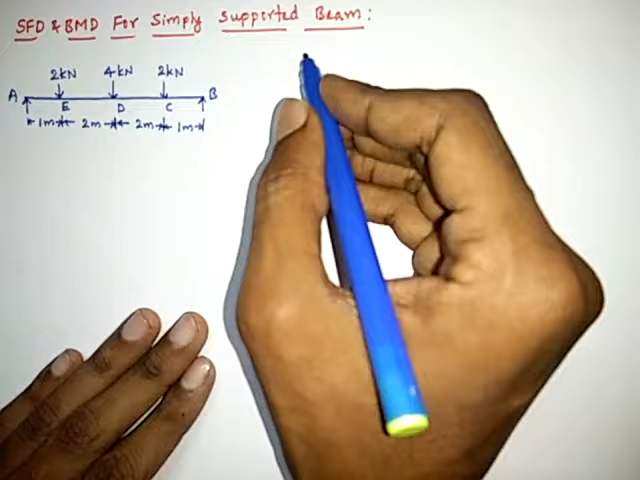 SFD & BMD For Simply Supported Beam:
2kN 4kN 2kN
A B
E D C
1m 2m 2m 1m